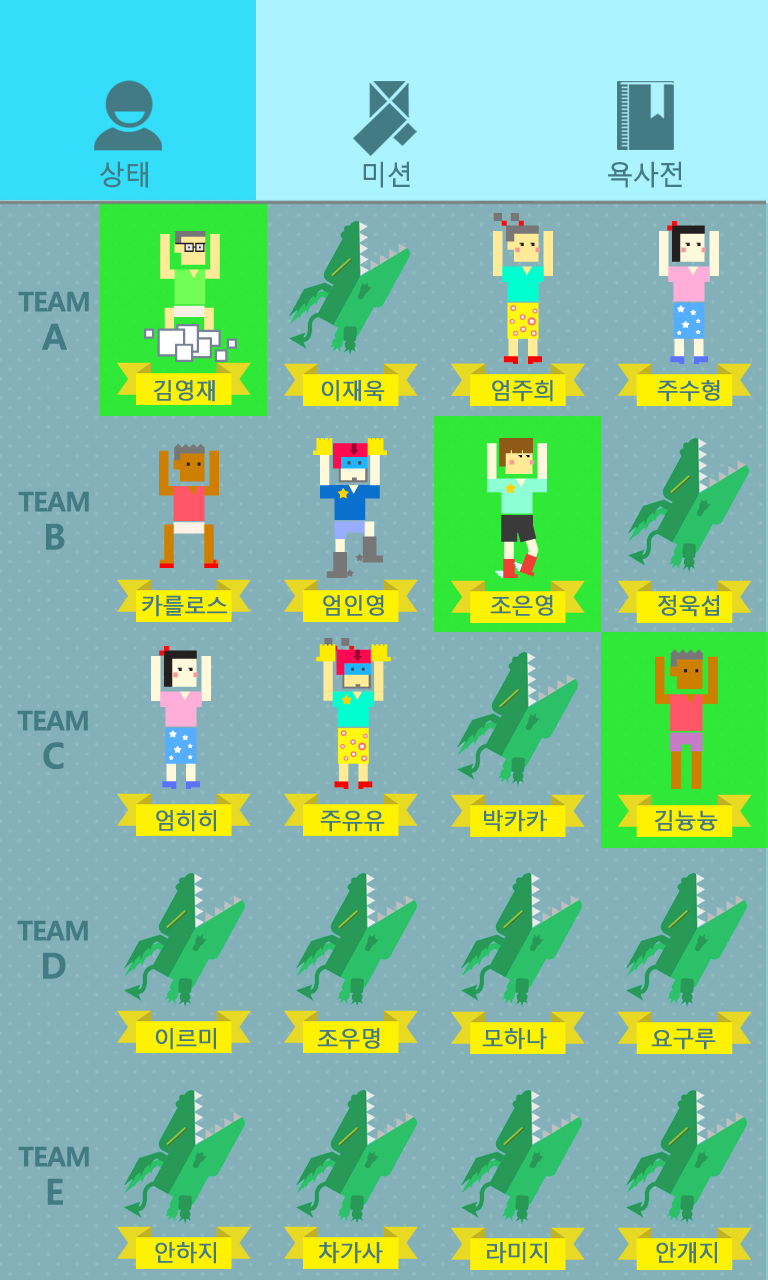 상태 미션 욕사전
TEAM A
김영재 이재욱 엄주희 주수형
TEAM B
카를로스 엄인영 조은영 정욱섭
TEAM C
엄히히 주유유 박카카 김늉늉
TEAM D
이르미 조우명 모하나 요구루
TEAM E
안하지 차가사 라미지 안개지